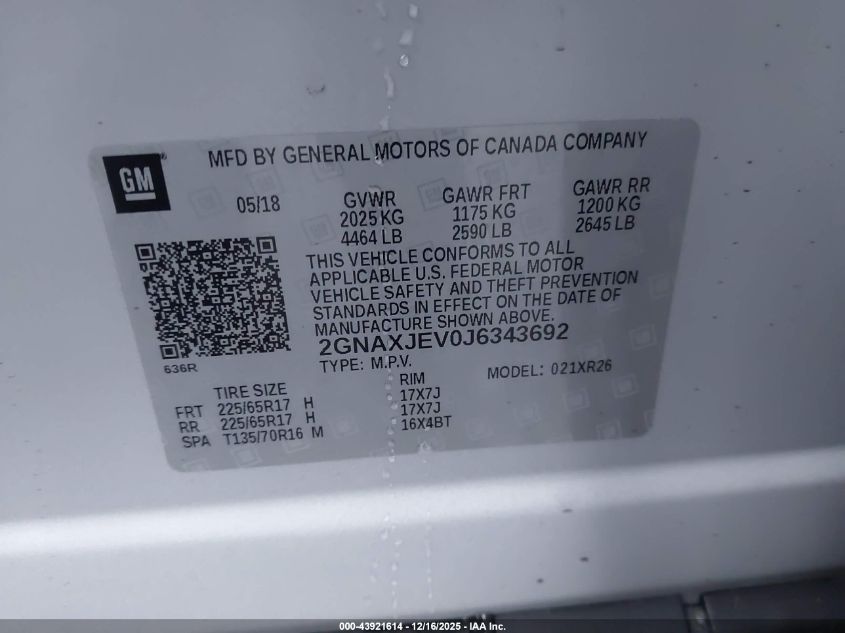 GM
MFD BY GENERAL MOTORS OF CANADA COMPANY
05/18 GVWR GAWR FRT GAWR RR
2025 KG 1175 KG 1200 KG
4464 LB 2590 LB 2645 LB
THIS VEHICLE CONFORMS TO ALL
APPLICABLE U.S. FEDERAL MOTOR
VEHICLE SAFETY AND THEFT PREVENTION
STANDARDS IN EFFECT ON THE DATE OF
MANUFACTURE SHOWN ABOVE.
2GNAXJEV0J6343692
636R
TYPE: M.P.V. MODEL: 021XR26
TIRE SIZE RIM
FRT 225/65R17 H 17X7J
RR 225/65R17 H 17X7J
SPA T135/70R16 M 16X4BT
000-43921614 - 12/16/2025 - IAA Inc.